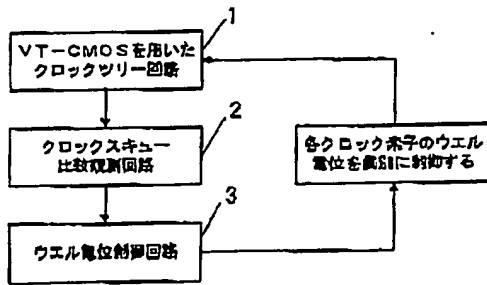 1
VT-CMOSを用いた
クロックツリー回路
2
クロックスキュー
比較観測回路
3
ウエル電位制御回路
各クロック素子のウエル
電位を個別に制御する